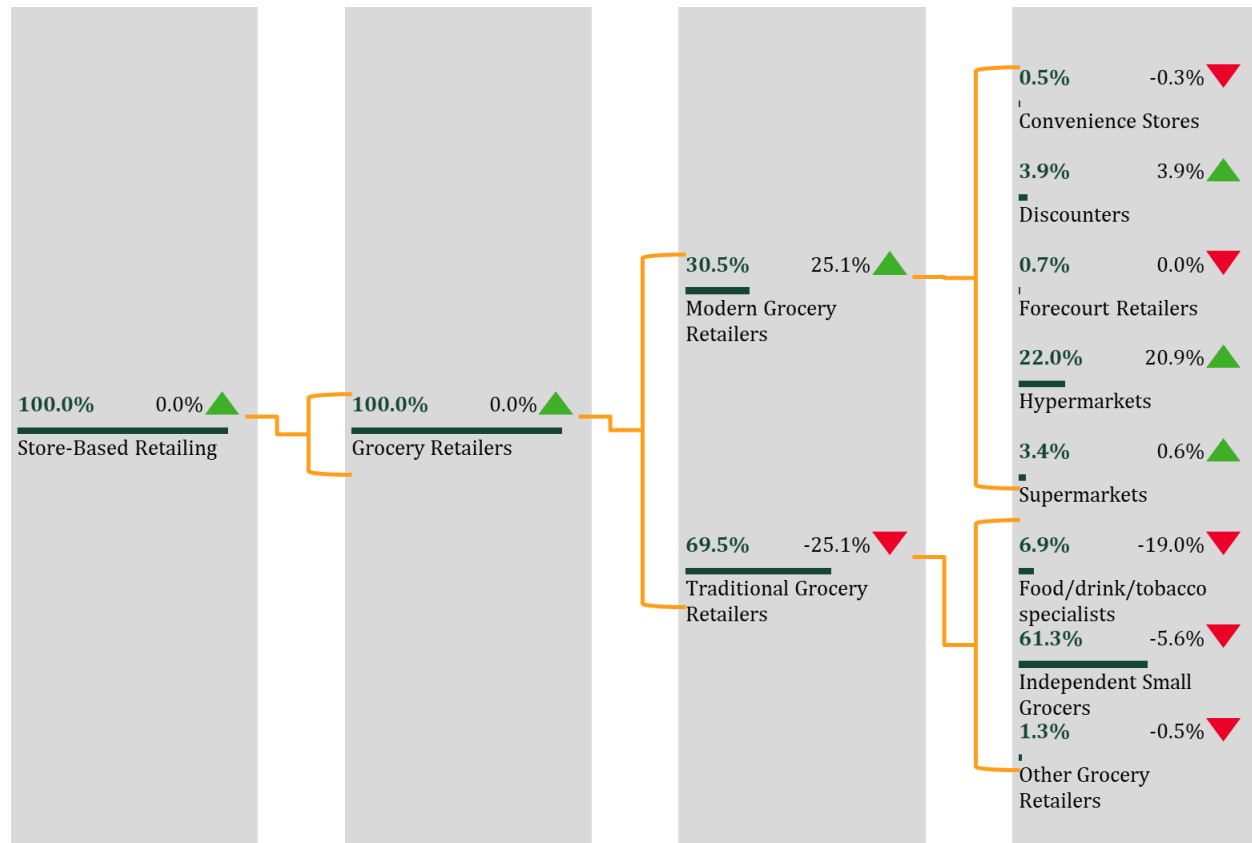 100.0% 0.0%
Store-Based Retailing
100.0% 0.0%
Grocery Retailers
30.5% 25.1%
Modern Grocery
Retailers
69.5% -25.1%
Traditional Grocery
Retailers
0.5% -0.3%
Convenience Stores
3.9% 3.9%
Discounters
0.7% 0.0%
Forecourt Retailers
22.0% 20.9%
Hypermarkets
3.4% 0.6%
Supermarkets
6.9% -19.0%
Food/drink/tobacco
specialists
61.3% -5.6%
Independent Small
Grocers
1.3% -0.5%
Other Grocery
Retailers